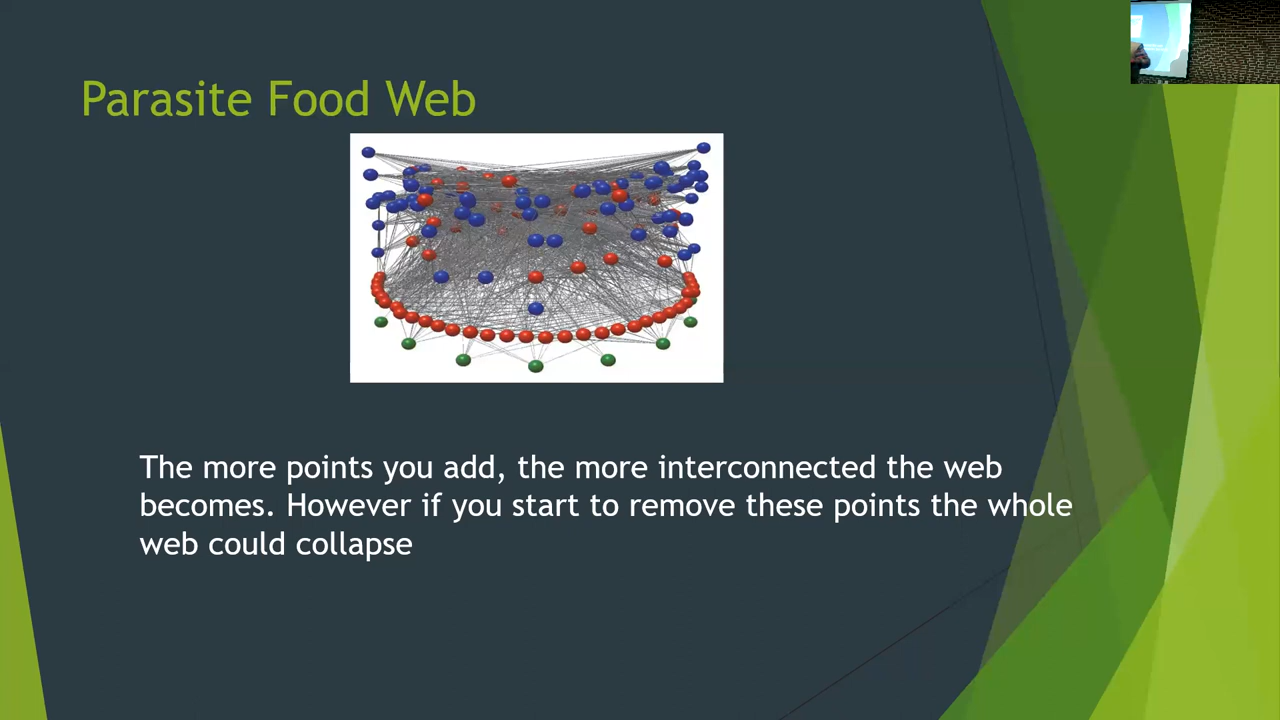 Parasite Food Web
The more points you add, the more interconnected the web
becomes. However if you start to remove these points the whole
web could collapse